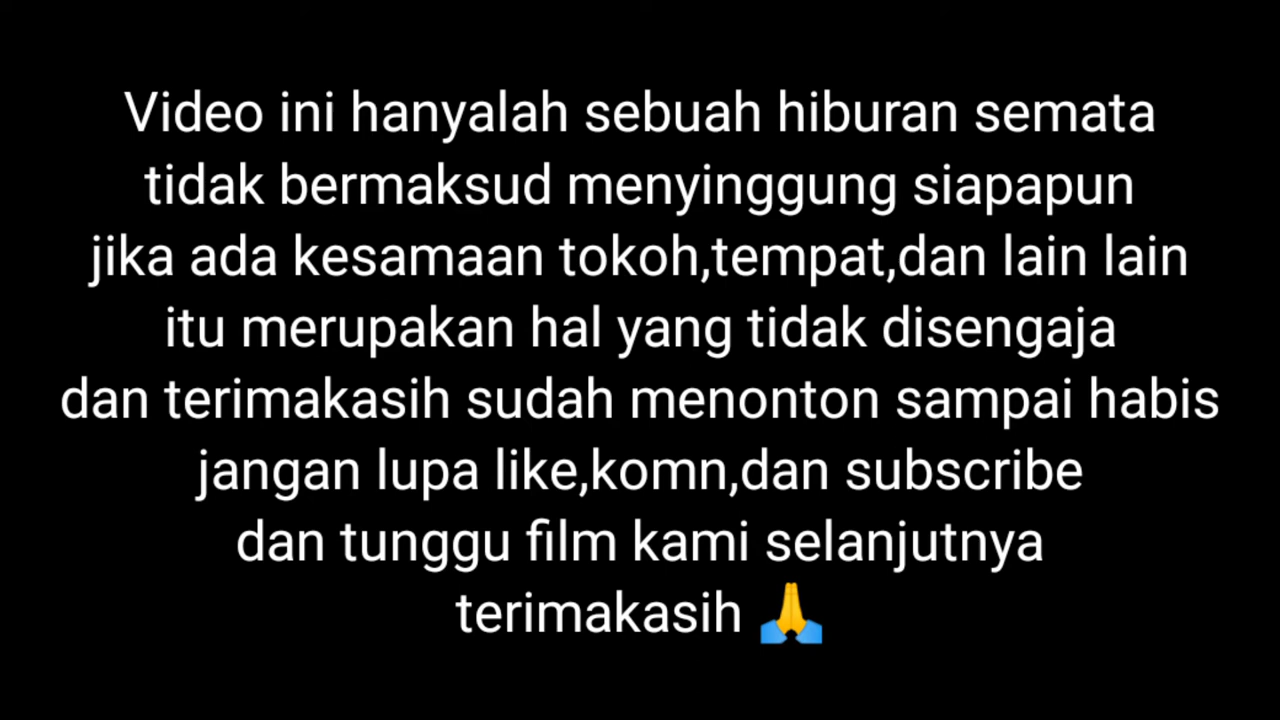 Video ini hanyalah sebuah hiburan semata
tidak bermaksud menyinggung siapapun
jika ada kesamaan tokoh,tempat,dan lain lain
itu merupakan hal yang tidak disengaja
dan terimakasih sudah menonton sampai habis
jangan lupa like,komn,dan subscribe
dan tunggu film kami selanjutnya
terimakasih 🙏